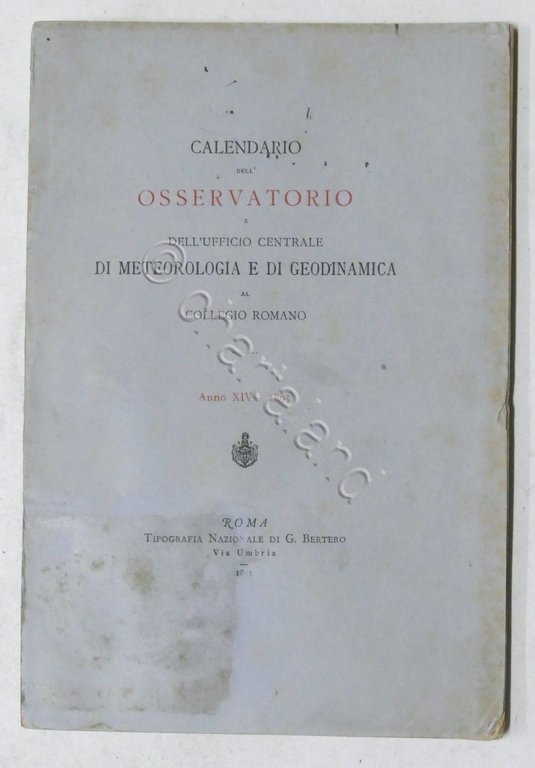 CALENDARIO
DELL'
OSSERVATORIO
E
DELL'UFFICIO CENTRALE
DI METEOROLOGIA E DI GEODINAMICA
AL
COLLEGIO ROMANO
Anno XIV
ROMA
TIPOGRAFIA NAZIONALE DI G. BERTERO
Via Umbria
© chartaland